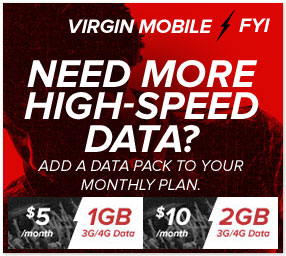 VIRGIN MOBILE FYI
NEED MORE
HIGH-SPEED
DATA?
ADD A DATA PACK TO YOUR
MONTHLY PLAN.
$5 /month 1GB 3G/4G Data
$10 /month 2GB 3G/4G Data